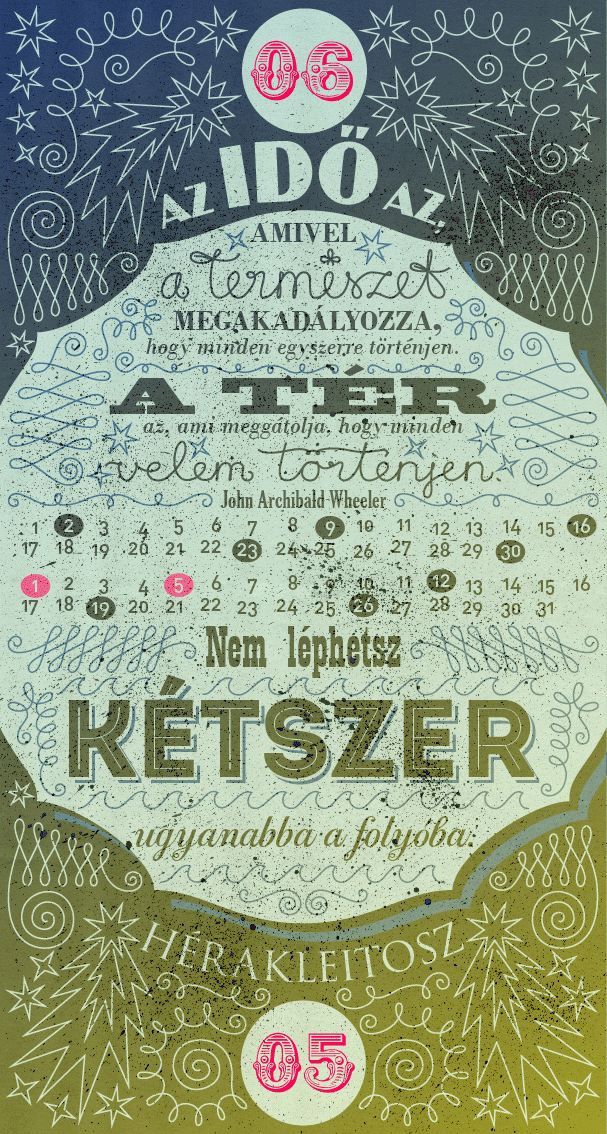 06
AZ IDŐ AZ,
AMIVEL
a természet
MEGAKADÁLYOZZA,
hogy minden egyszerre történjen.
A TÉR
az, ami meggátolja, hogy minden
velem történjen.
John Archibald Wheeler
1 2 3 4 5 6 7 8 9 10 11 12 13 14 15 16
17 18 19 20 21 22 23 24 25 26 27 28 29 30
1 2 3 4 5 6 7 8 9 10 11 12 13 14 15 16
17 18 19 20 21 22 23 24 25 26 27 28 29 30 31
Nem léphetsz
KÉTSZER
ugyanabba a folyóba.
HÉRAKLEITOSZ
05